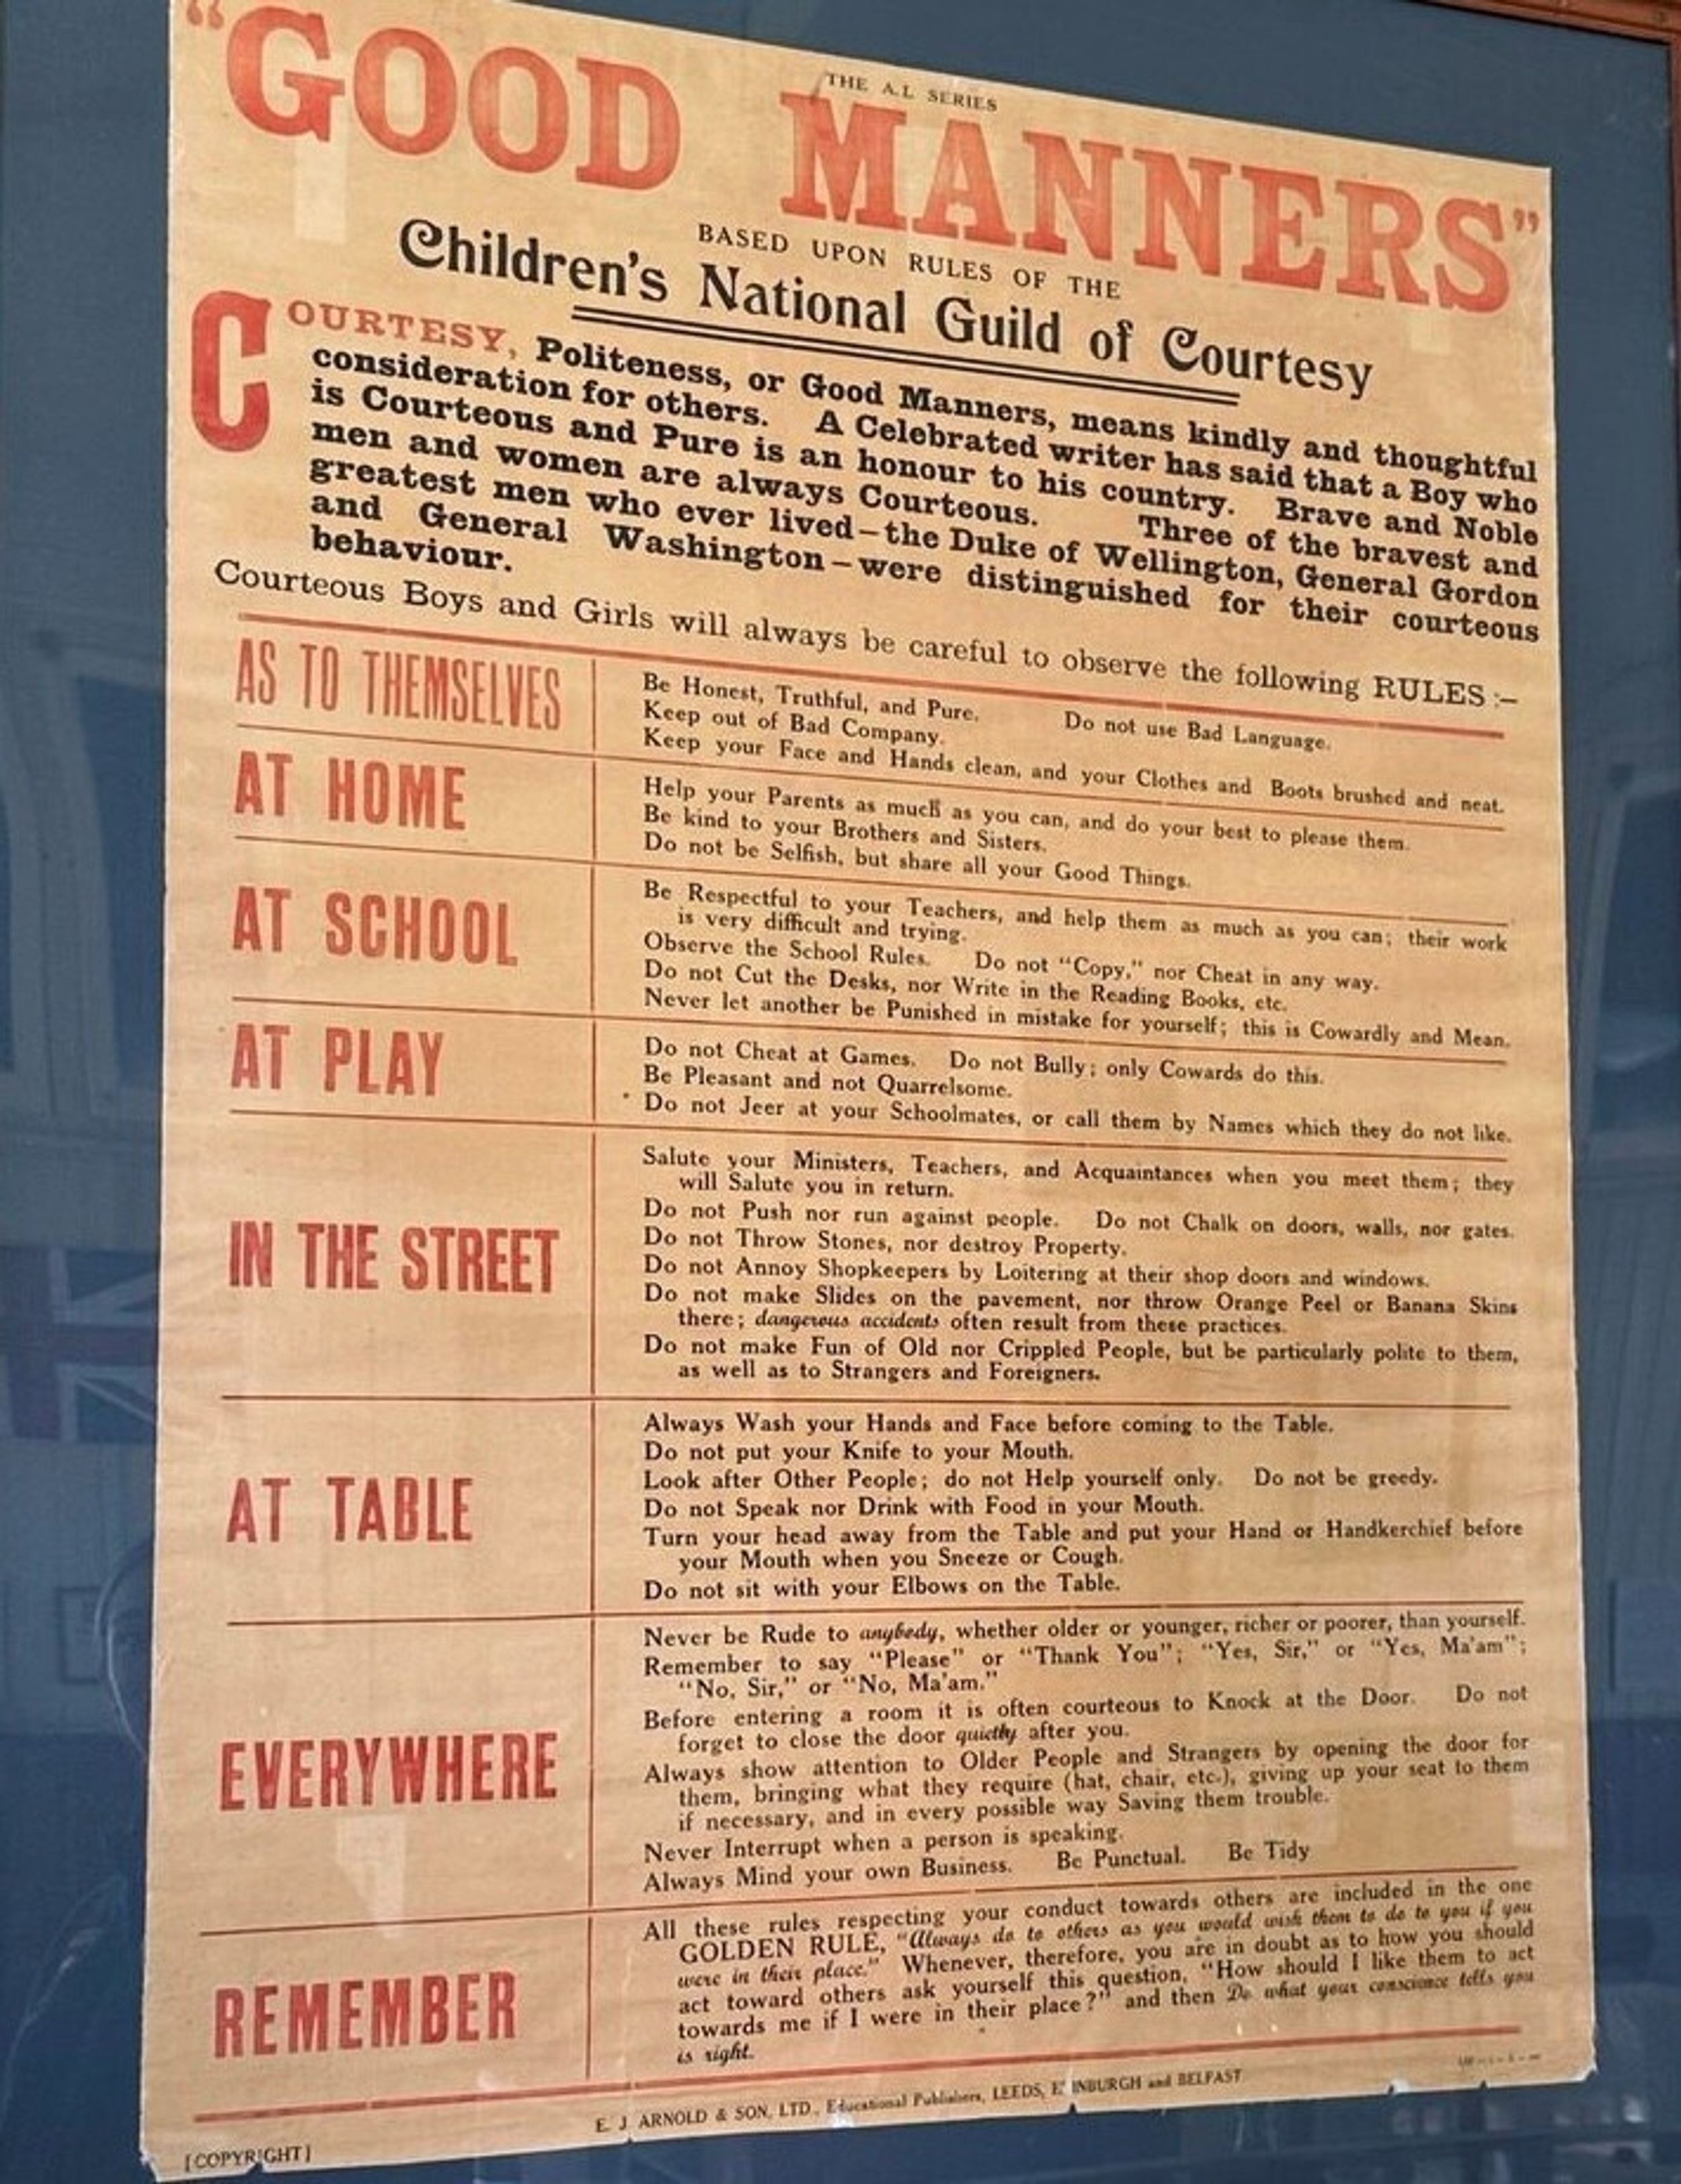 THE A.L SERIES
"GOOD MANNERS"
BASED UPON RULES OF THE
Children's National Guild of Courtesy
COURTESY, Politeness, or Good Manners, means kindly and thoughtful
consideration for others. A Celebrated writer has said that a Boy who
is Courteous and Pure is an honour to his country. Brave and Noble
men and women are always Courteous. Three of the bravest and
greatest men who ever lived—the Duke of Wellington, General Gordon
and General Washington—were distinguished for their courteous
behaviour.
Courteous Boys and Girls will always be careful to observe the following RULES :—
AS TO THEMSELVES
Be Honest, Truthful, and Pure. Do not use Bad Language.
Keep out of Bad Company.
Keep your Face and Hands clean, and your Clothes and Boots brushed and neat.
AT HOME
Help your Parents as much as you can, and do your best to please them.
Be kind to your Brothers and Sisters.
Do not be Selfish, but share all your Good Things.
AT SCHOOL
Be Respectful to your Teachers, and help them as much as you can; their work
is very difficult and trying.
Observe the School Rules. Do not "Copy," nor Cheat in any way.
Do not Cut the Desks, nor Write in the Reading Books, etc.
Never let another be Punished in mistake for yourself; this is Cowardly and Mean.
AT PLAY
Do not Cheat at Games. Do not Bully; only Cowards do this.
Be Pleasant and not Quarrelsome.
Do not Jeer at your Schoolmates, or call them by Names which they do not like.
IN THE STREET
Salute your Ministers, Teachers, and Acquaintances when you meet them; they
will Salute you in return.
Do not Push nor run against people. Do not Chalk on doors, walls, nor gates.
Do not Throw Stones, nor destroy Property.
Do not Annoy Shopkeepers by Loitering at their shop doors and windows.
Do not make Slides on the pavement, nor throw Orange Peel or Banana Skins
there; dangerous accidents often result from these practices.
Do not make Fun of Old nor Crippled People, but be particularly polite to them,
as well as to Strangers and Foreigners.
AT TABLE
Always Wash your Hands and Face before coming to the Table.
Do not put your Knife to your Mouth.
Look after Other People; do not Help yourself only. Do not be greedy.
Do not Speak nor Drink with Food in your Mouth.
Turn your head away from the Table and put your Hand or Handkerchief before
your Mouth when you Sneeze or Cough.
Do not sit with your Elbows on the Table.
EVERYWHERE
Never be Rude to anybody, whether older or younger, richer or poorer, than yourself.
Remember to say "Please" or "Thank You"; "Yes, Sir," or "Yes, Ma'am";
"No, Sir," or "No, Ma'am."
Before entering a room it is often courteous to Knock at the Door. Do not
forget to close the door quietly after you.
Always show attention to Older People and Strangers by opening the door for
them, bringing what they require (hat, chair, etc.), giving up your seat to them
if necessary, and in every possible way Saving them trouble.
Never Interrupt when a person is speaking.
Always Mind your own Business. Be Punctual. Be Tidy
REMEMBER
All these rules respecting your conduct towards others are included in the one
GOLDEN RULE, "Always do to others as you would wish them to do to you if you
were in their place." Whenever, therefore, you are in doubt as to how you should
act toward others ask yourself this question, "How should I like them to act
towards me if I were in their place?" and then Do what your conscience tells you
is right.
E. J. ARNOLD & SON, LTD., Educational Publishers, LEEDS, E INBURGH and BELFAST
[COPYRIGHT]